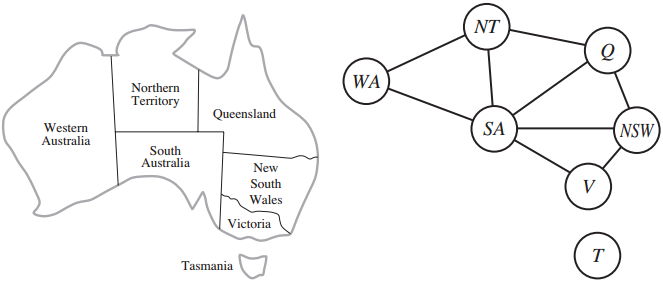 Northern
Territory
Western
Australia
Queensland
South
Australia
New
South
Wales
Victoria
Tasmania
NT
Q
WA
SA
NSW
V
T